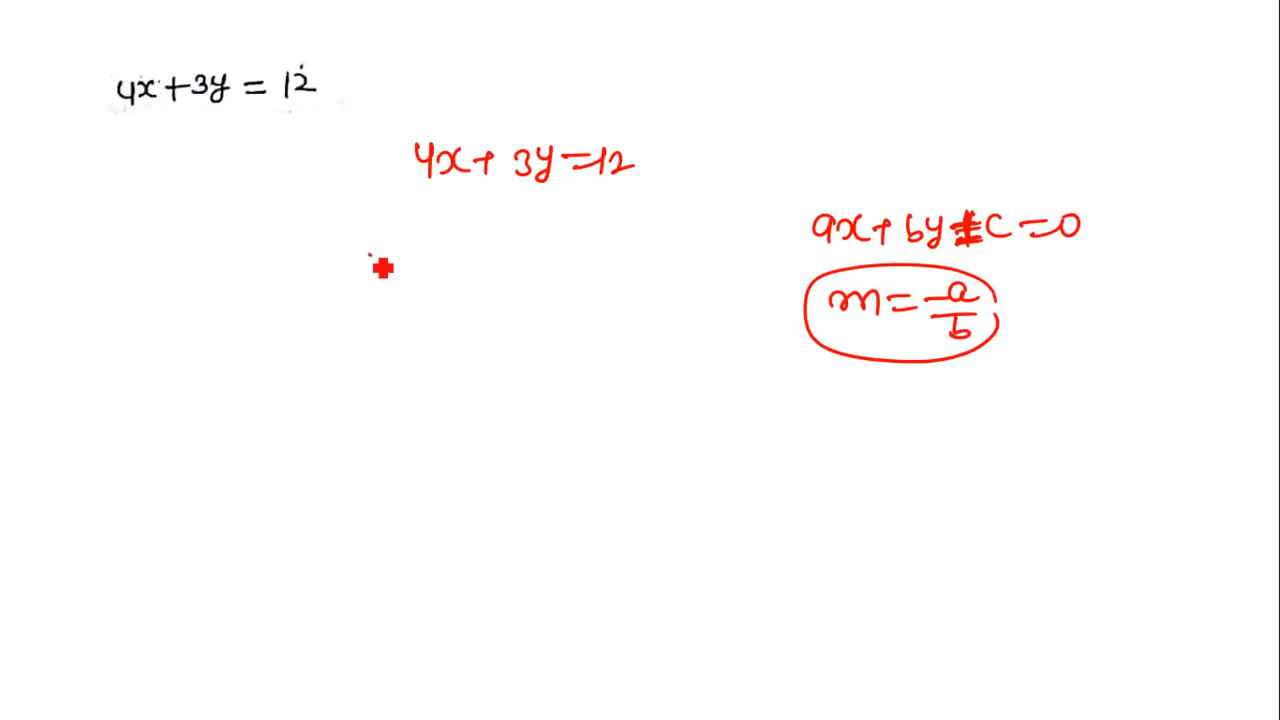 4x+3y = 12
4x+ 3y =12
ax+ by + c =0
m = -a/b